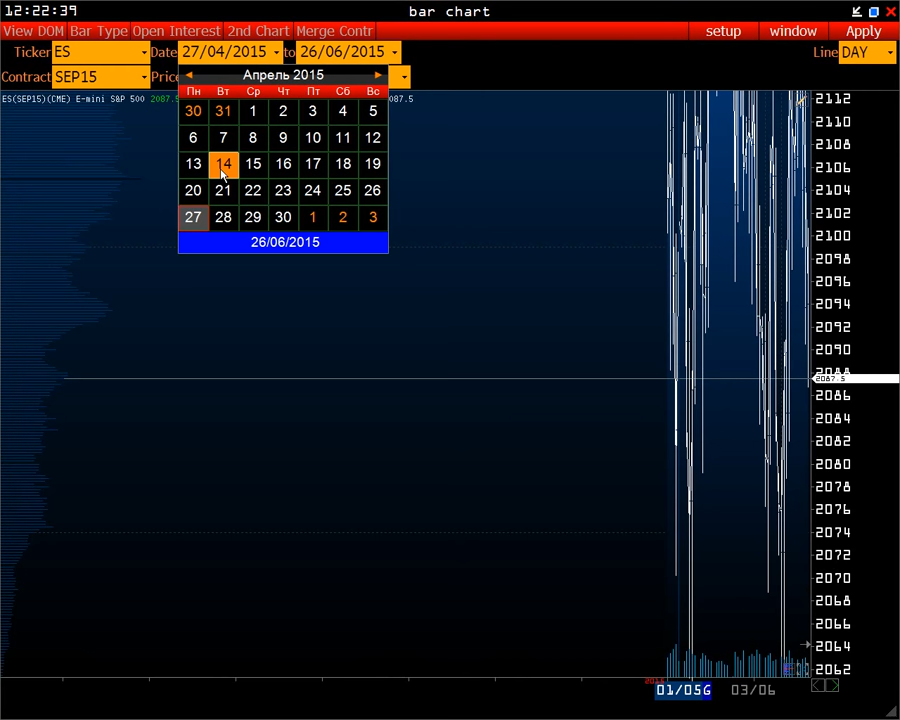 12:22:39 bar chart
View DOM Bar Type Open Interest 2nd Chart Merge Contr setup window Apply
Ticker ES Date 27/04/2015 to 26/06/2015 Line DAY
Contract SEP15 Price
Апрель 2015
Пн Вт Ср Чт Пт Сб Вс
30 31 1 2 3 4 5
6 7 8 9 10 11 12
13 14 15 16 17 18 19
20 21 22 23 24 25 26
27 28 29 30 1 2 3
26/06/2015
ES(SEP15)(CME) E-mini S&P 500 2087.5 087.5
2112
2110
2108
2106
2104
2102
2100
2098
2096
2094
2092
2090
2088
2087.5
2086
2084
2082
2080
2078
2076
2074
2072
2070
2068
2066
2064
2062
2015
01/05 03/06